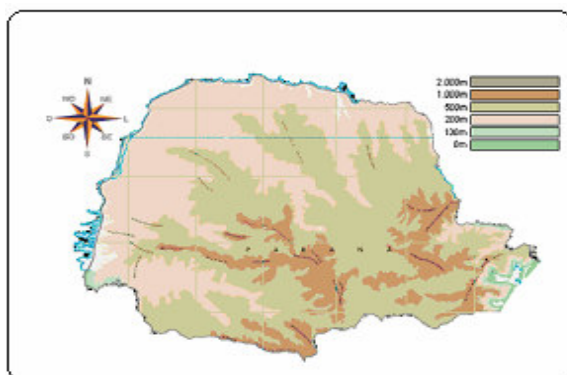 N
NO NE
O L
SO SE
S
2.000m
1.000m
500m
200m
100m
0m
P A R A N Á